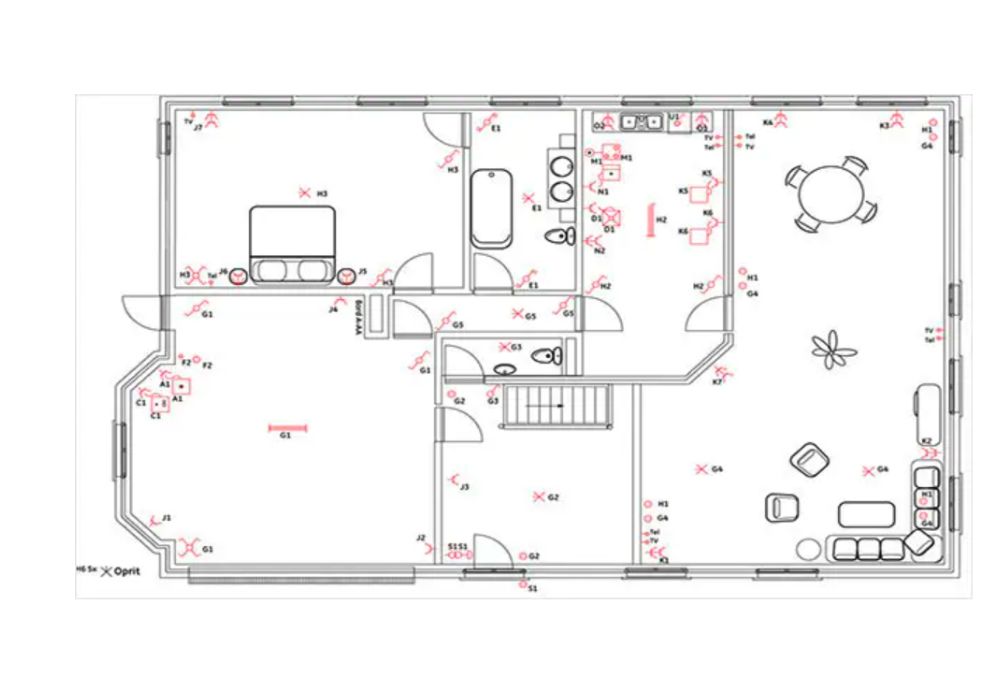 TV
J7
E1
O2
U1
O1
K4
K3
H1
G4
TV
Tel
Tel
TV
H3
M1
M1
K5
K5
N1
H3
E1
D1
D1
H2
K6
K6
N2
H3
Tel
J6
J5
H3
E1
H2
H2
H1
G4
G1
J4
Bord A AA
G5
G5
G5
TV
Tel
F2
F2
G1
G3
K7
A1
A1
C1
C1
G2
G3
G1
K2
J3
G2
G4
G4
H1
G4
H1
G4
J1
G1
J2
S1S1
G2
Tel
TV
K1
H6 5x Oprit
S1